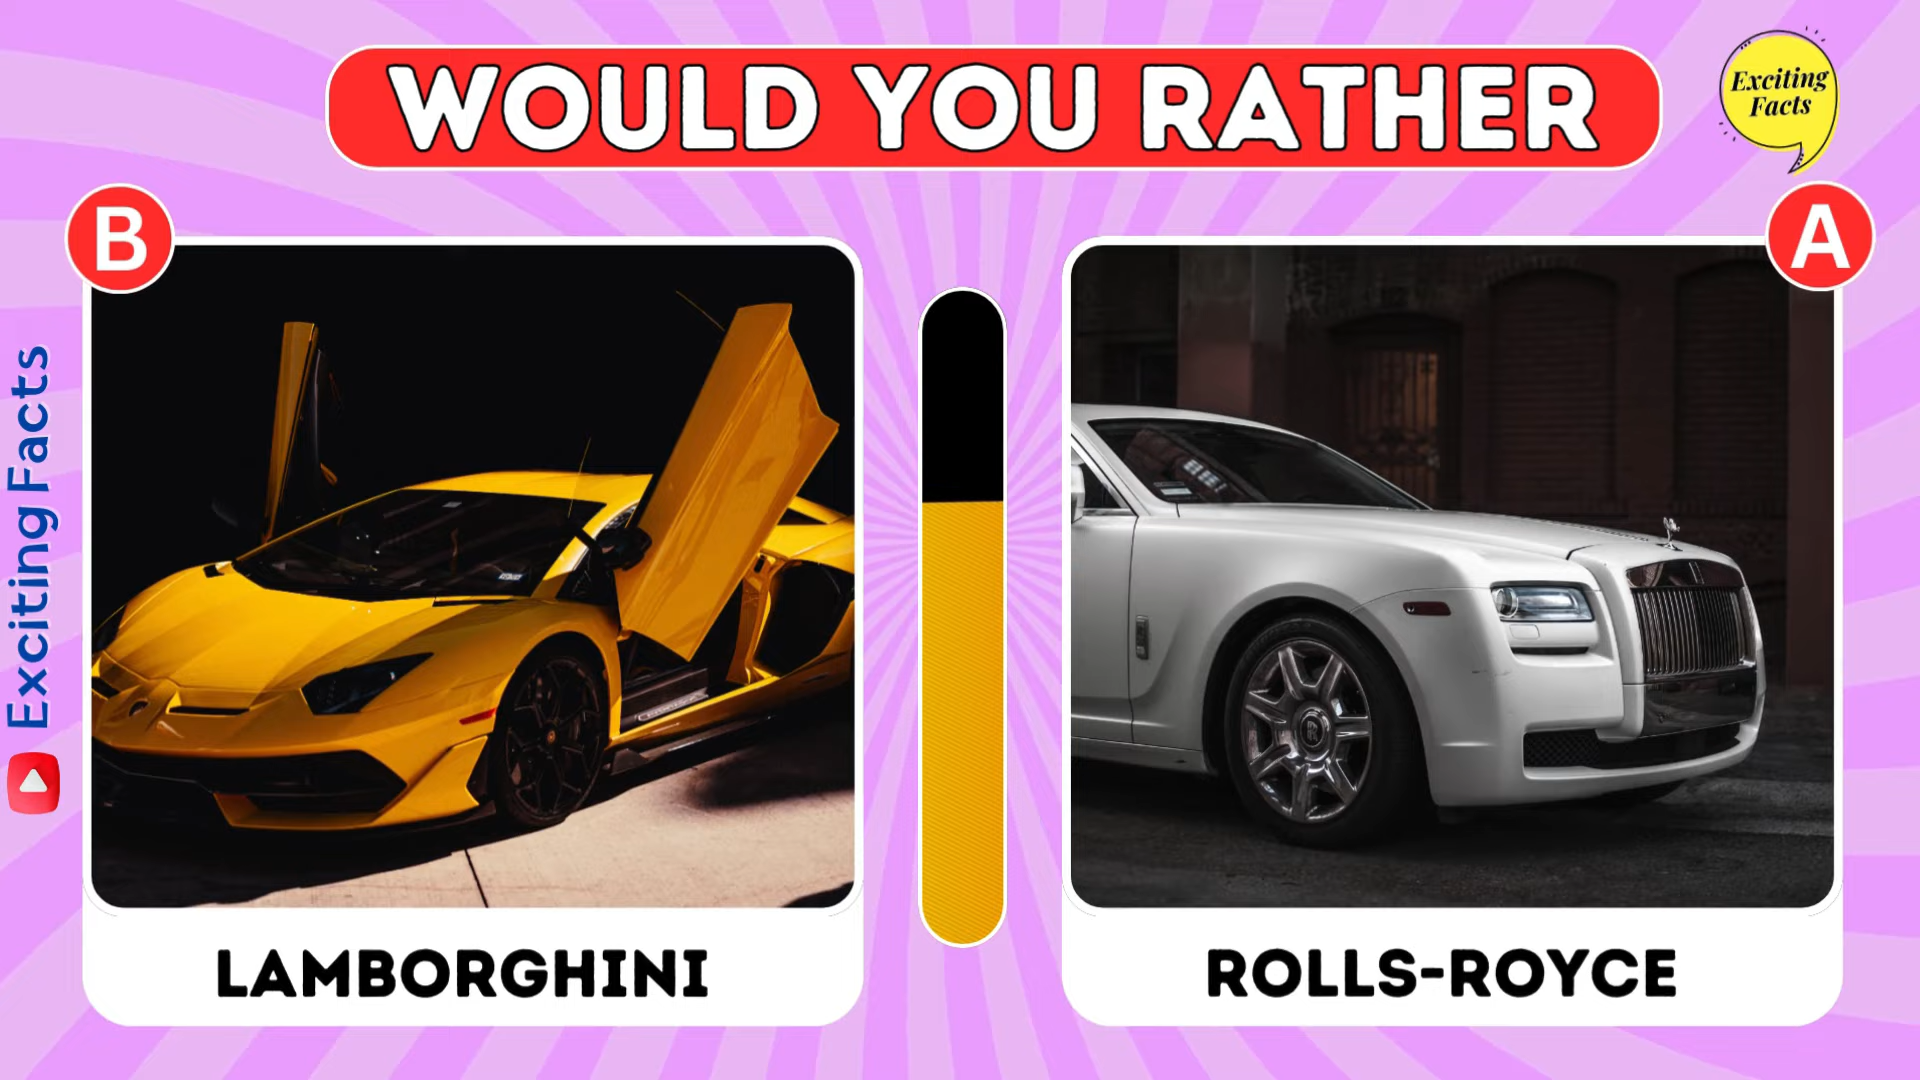 WOULD YOU RATHER
Exciting
Facts
B
A
Exciting Facts
LAMBORGHINI
ROLLS-ROYCE